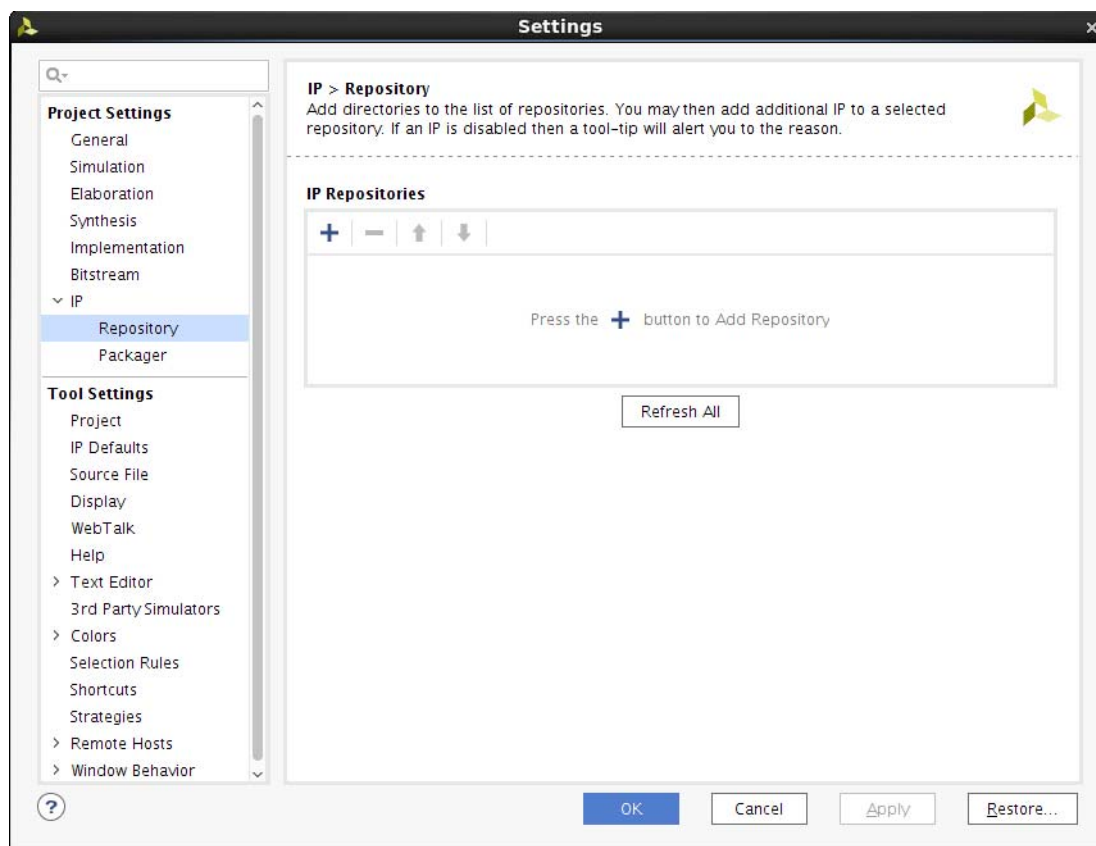 Settings
Project Settings
General
Simulation
Elaboration
Synthesis
Implementation
Bitstream
IP
Repository
Packager
Tool Settings
Project
IP Defaults
Source File
Display
WebTalk
Help
Text Editor
3rd Party Simulators
Colors
Selection Rules
Shortcuts
Strategies
Remote Hosts
Window Behavior
IP > Repository
Add directories to the list of repositories. You may then add additional IP to a selected
repository. If an IP is disabled then a tool-tip will alert you to the reason.
IP Repositories
Press the + button to Add Repository
Refresh All
?
OK
Cancel
Apply
Restore...